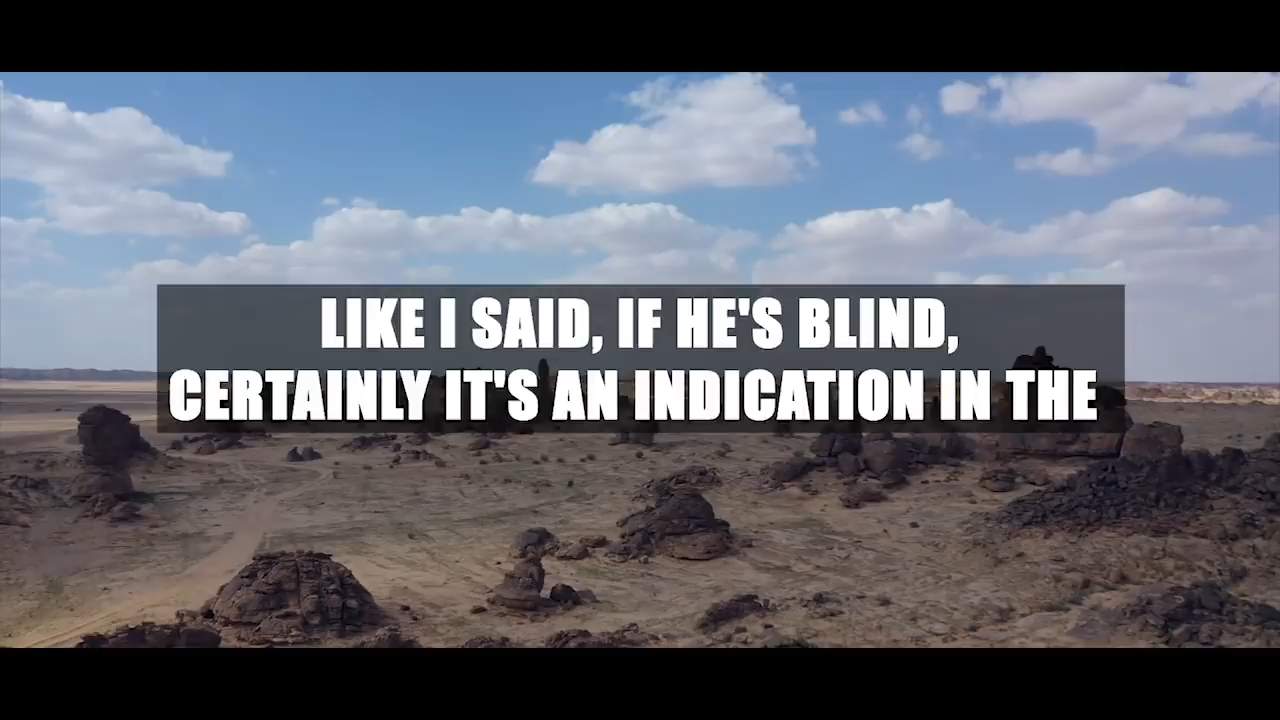 LIKE I SAID, IF HE'S BLIND,
CERTAINLY IT'S AN INDICATION IN THE